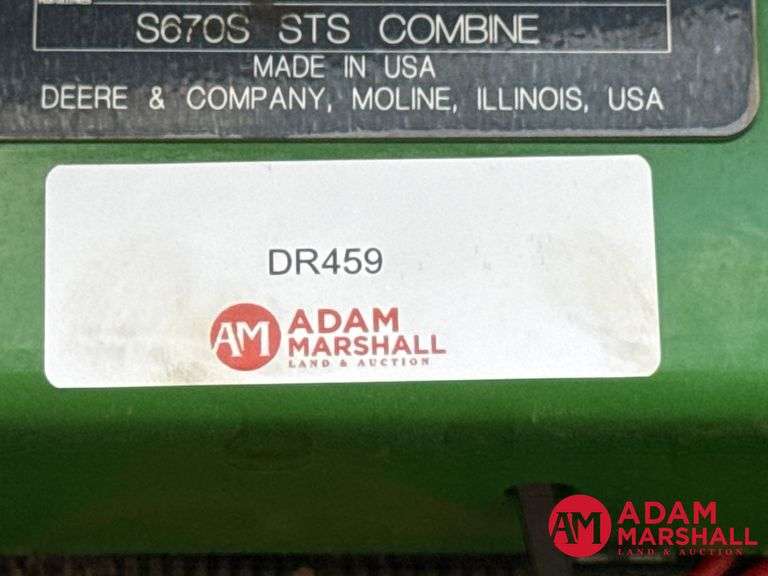 S670S STS COMBINE
MADE IN USA
DEERE & COMPANY, MOLINE, ILLINOIS, USA
DR459
AM ADAM
MARSHALL
LAND & AUCTION
AM ADAM
MARSHALL
LAND & AUCTION